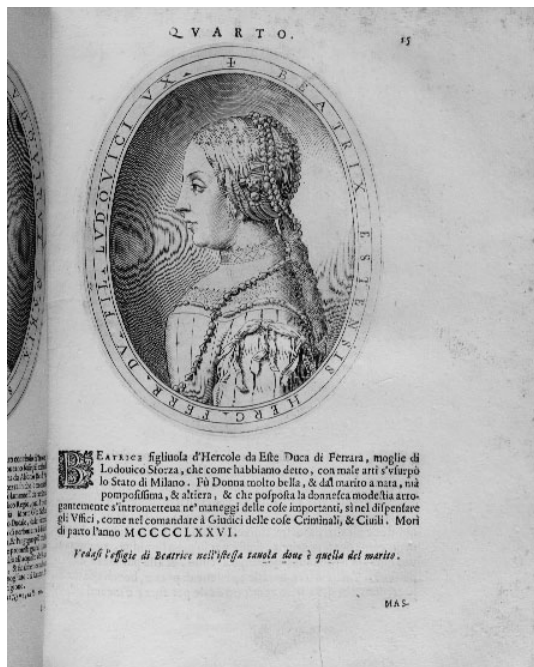 QVARTO. 15
✝ BEATRIX ESTENSIS HERC. FERR. DV. FIL. LVDOVICI VX.
BEATRICE figliuola d'Hercole da Este Duca di Ferrara, moglie di
Lodouico Sforza, che come habbiamo detto, con male arti s'vsurpò
lo Stato di Milano. Fù Donna molto bella, & dal marito amata, mà
pomposissima, & altiera, & che posposta la donnesca modestia arro-
gantemente s'intrometteua ne' maneggi delle cose importanti, sì nel dispensare
gli Vffici, come nel comandare à Giudici delle cose Criminali, & Ciuili. Morì
di parto l'anno MCCCCLXXVI.
Vedasi l'effigie di Beatrice nell'istessa tauola doue è quella del marito.
MAS-